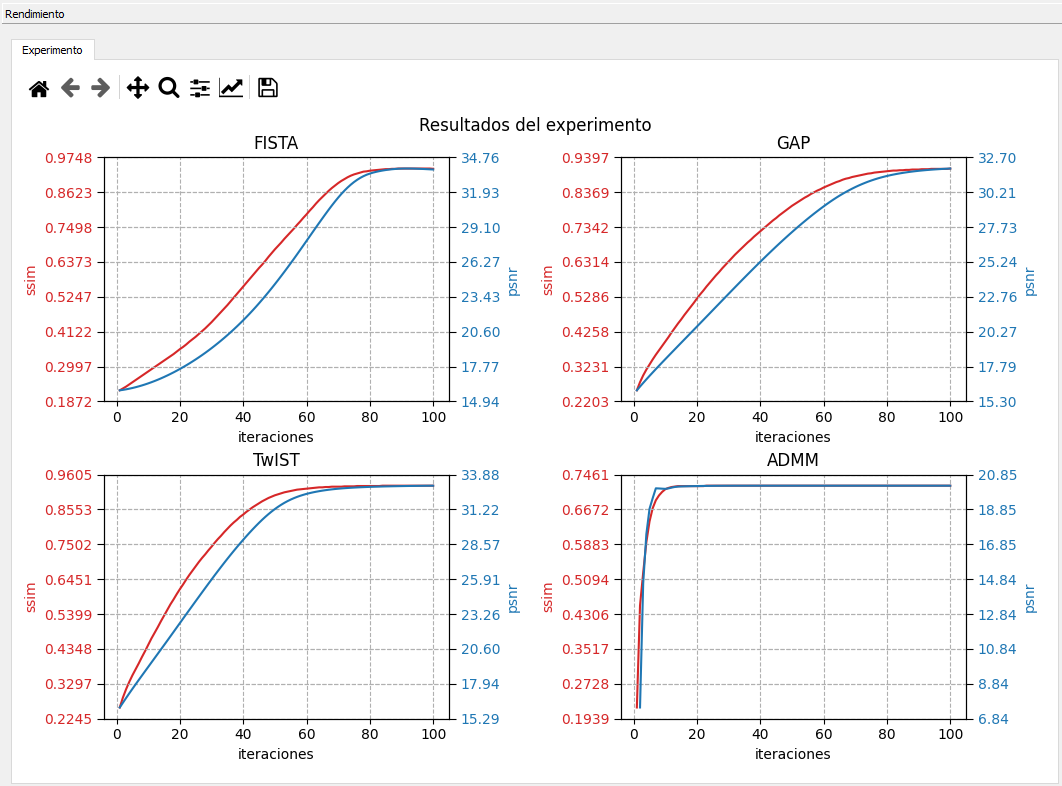 Rendimiento
Experimento
Resultados del experimento
FISTA
0.9748
0.8623
0.7498
0.6373
0.5247
0.4122
0.2997
0.1872
ssim
34.76
31.93
29.10
26.27
23.43
20.60
17.77
14.94
psnr
0 20 40 60 80 100
iteraciones
GAP
0.9397
0.8369
0.7342
0.6314
0.5286
0.4258
0.3231
0.2203
ssim
32.70
30.21
27.73
25.24
22.76
20.27
17.79
15.30
psnr
0 20 40 60 80 100
iteraciones
TwIST
0.9605
0.8553
0.7502
0.6451
0.5399
0.4348
0.3297
0.2245
ssim
33.88
31.22
28.57
25.91
23.26
20.60
17.94
15.29
psnr
0 20 40 60 80 100
iteraciones
ADMM
0.7461
0.6672
0.5883
0.5094
0.4306
0.3517
0.2728
0.1939
ssim
20.85
18.85
16.85
14.84
12.84
10.84
8.84
6.84
psnr
0 20 40 60 80 100
iteraciones